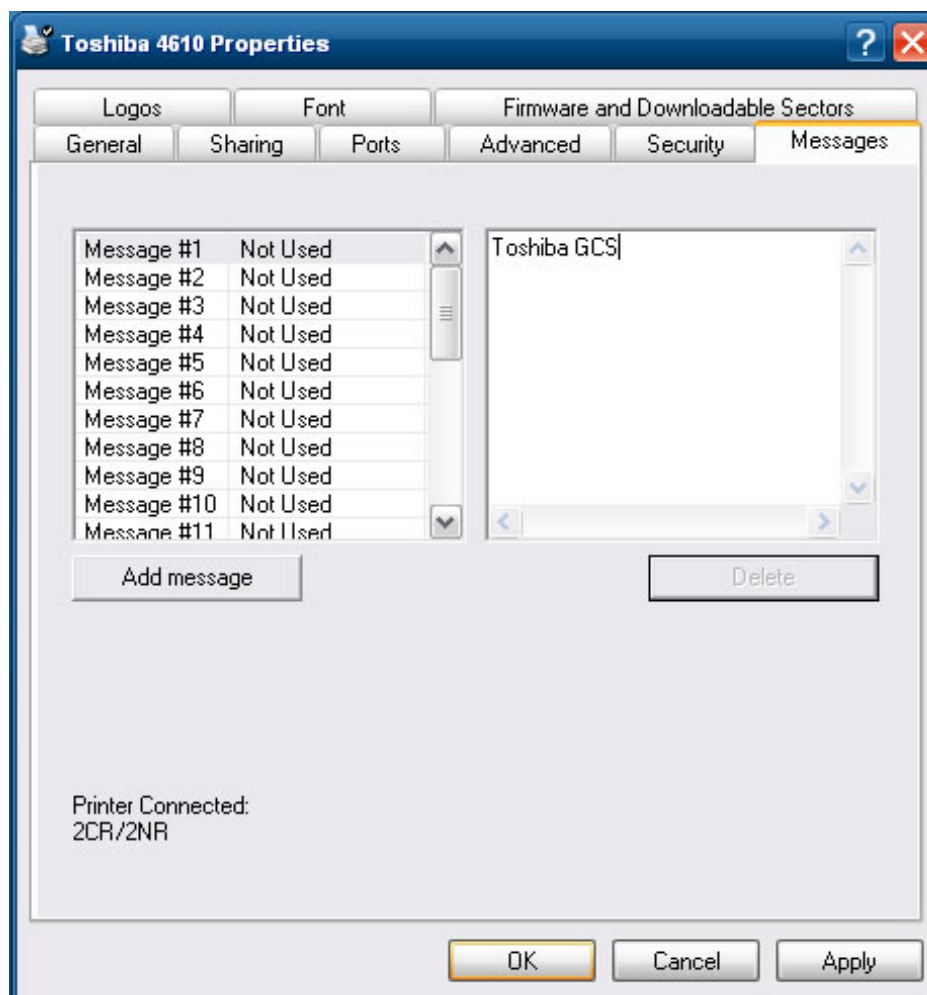 Toshiba 4610 Properties
Logos Font Firmware and Downloadable Sectors
General Sharing Ports Advanced Security Messages
Message #1 Not Used
Message #2 Not Used
Message #3 Not Used
Message #4 Not Used
Message #5 Not Used
Message #6 Not Used
Message #7 Not Used
Message #8 Not Used
Message #9 Not Used
Message #10 Not Used
Message #11 Not Used
Toshiba GCS
Add message Delete
Printer Connected:
2CR/2NR
OK Cancel Apply